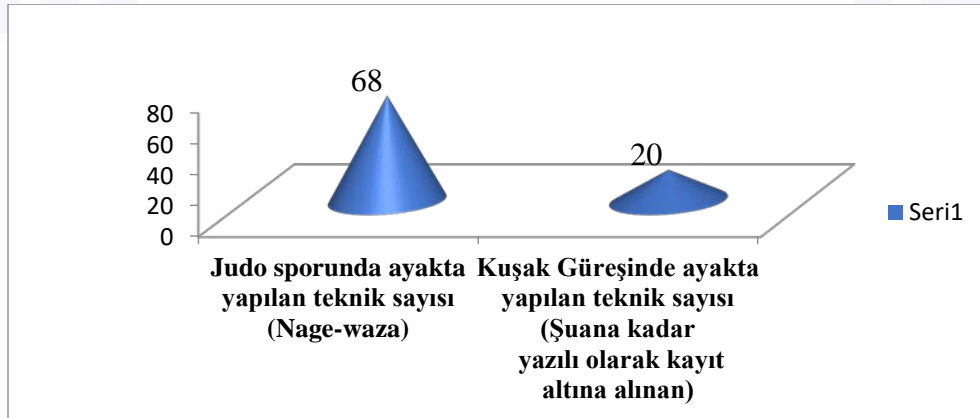 68
20
80
60
40
20
0
Seri1
Judo sporunda ayakta
yapılan teknik sayısı
(Nage-waza)
Kuşak Güreşinde ayakta
yapılan teknik sayısı
(Şuana kadar
yazılı olarak kayıt
altına alınan)